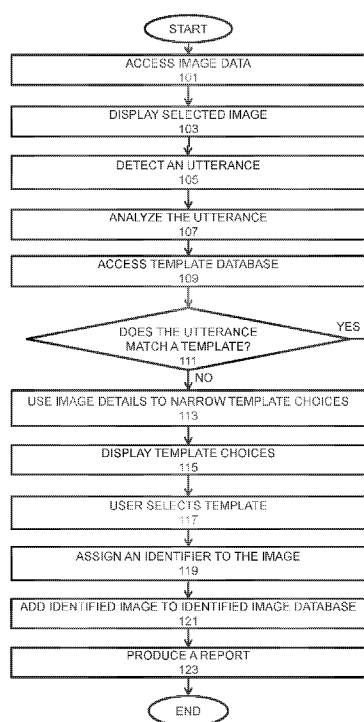 START
ACCESS IMAGE DATA
101
DISPLAY SELECTED IMAGE
103
DETECT AN UTTERANCE
105
ANALYZE THE UTTERANCE
107
ACCESS TEMPLATE DATABASE
109
DOES THE UTTERANCE
MATCH A TEMPLATE?
111
YES
NO
USE IMAGE DETAILS TO NARROW TEMPLATE CHOICES
113
DISPLAY TEMPLATE CHOICES
115
USER SELECTS TEMPLATE
117
ASSIGN AN IDENTIFIER TO THE IMAGE
119
ADD IDENTIFIED IMAGE TO IDENTIFIED IMAGE DATABASE
121
PRODUCE A REPORT
123
END